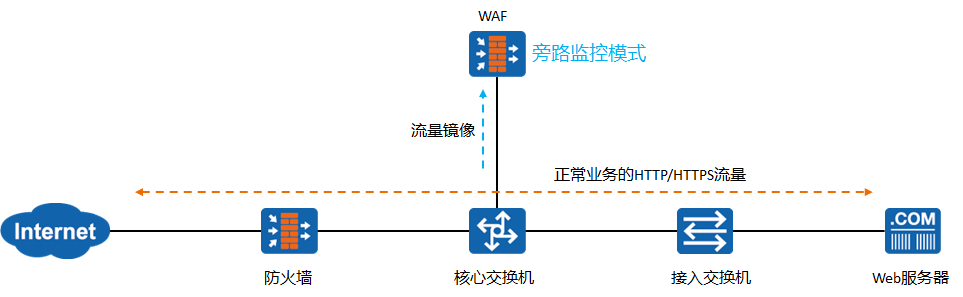 WAF
旁路监控模式
流量镜像
正常业务的HTTP/HTTPS流量
Internet
.COM
防火墙
核心交换机
接入交换机
Web服务器